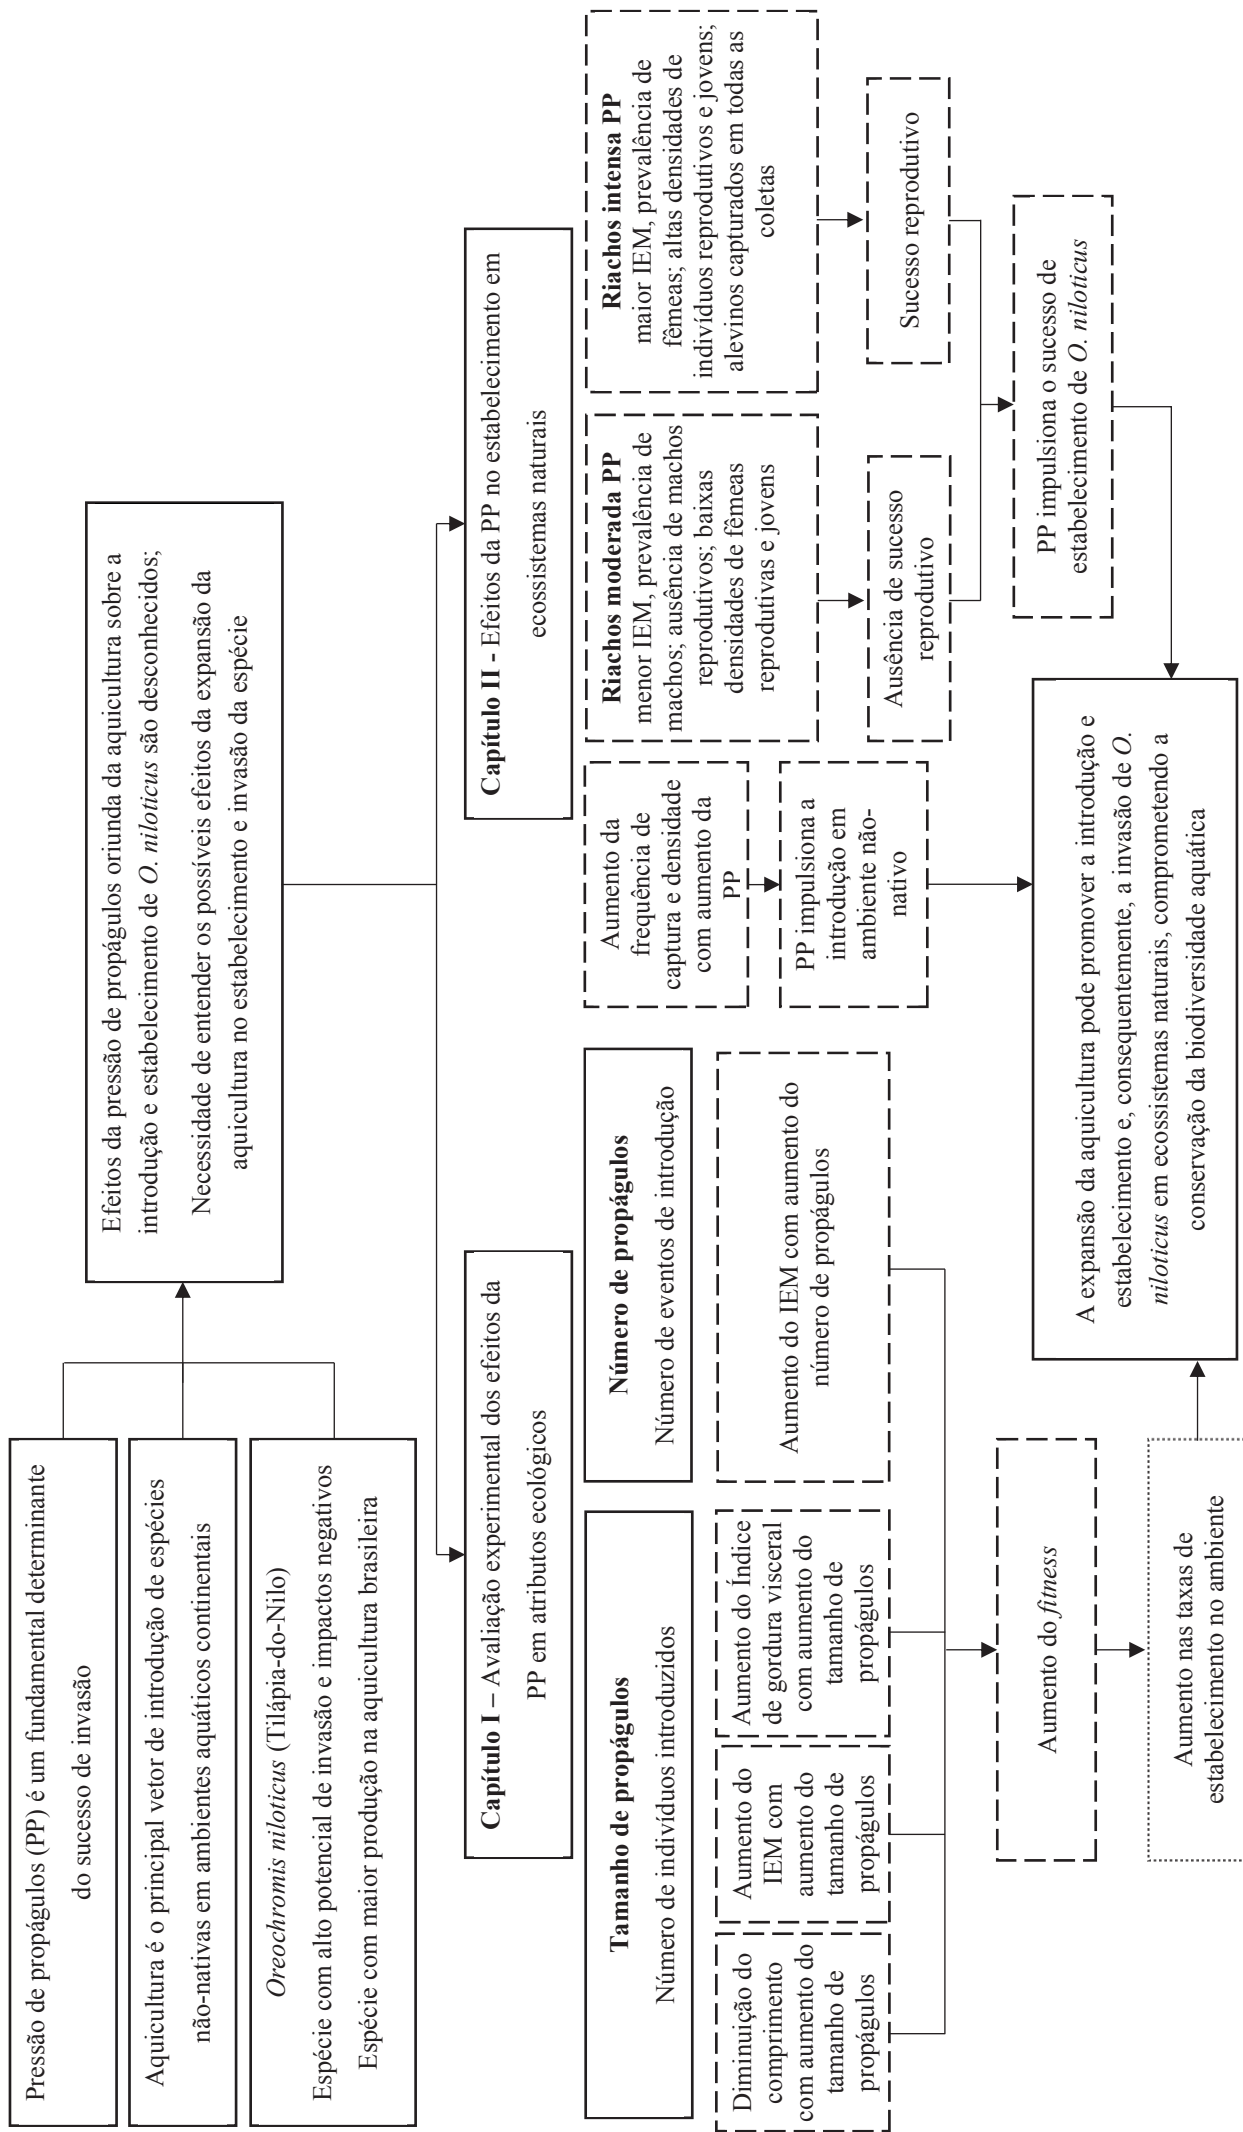 Pressão de propágulos (PP) é um fundamental determinante
do sucesso de invasão
Aquicultura é o principal vetor de introdução de espécies
não-nativas em ambientes aquáticos continentais
Oreochromis niloticus (Tilápia-do-Nilo)
Espécie com alto potencial de invasão e impactos negativos
Espécie com maior produção na aquicultura brasileira
Efeitos da pressão de propágulos oriunda da aquicultura sobre a
introdução e estabelecimento de O. niloticus são desconhecidos;
Necessidade de entender os possíveis efeitos da expansão da
aquicultura no estabelecimento e invasão da espécie
Capítulo I – Avaliação experimental dos efeitos da
PP em atributos ecológicos
Tamanho de propágulos
Número de indivíduos introduzidos
Número de propágulos
Número de eventos de introdução
Diminuição do
comprimento
com aumento do
tamanho de
propágulos
Aumento do
IEM com
aumento do
tamanho de
propágulos
Aumento do Índice
de gordura visceral
com aumento do
tamanho de
propágulos
Aumento do IEM com aumento do
número de propágulos
Aumento do fitness
Aumento nas taxas de
estabelecimento no ambiente
Capítulo II - Efeitos da PP no estabelecimento em
ecossistemas naturais
Aumento da
frequência de
captura e densidade
com aumento da
PP
PP impulsiona a
introdução em
ambiente não-
nativo
Riachos moderada PP
menor IEM, prevalência de
machos; ausência de machos
reprodutivos; baixas
densidades de fêmeas
reprodutivas e jovens
Ausência de sucesso
reprodutivo
Riachos intensa PP
maior IEM, prevalência de
fêmeas; altas densidades de
indivíduos reprodutivos e jovens;
alevinos capturados em todas as
coletas
Sucesso reprodutivo
PP impulsiona o sucesso de
estabelecimento de O. niloticus
A expansão da aquicultura pode promover a introdução e
estabelecimento e, consequentemente, a invasão de O.
niloticus em ecossistemas naturais, comprometendo a
conservação da biodiversidade aquática